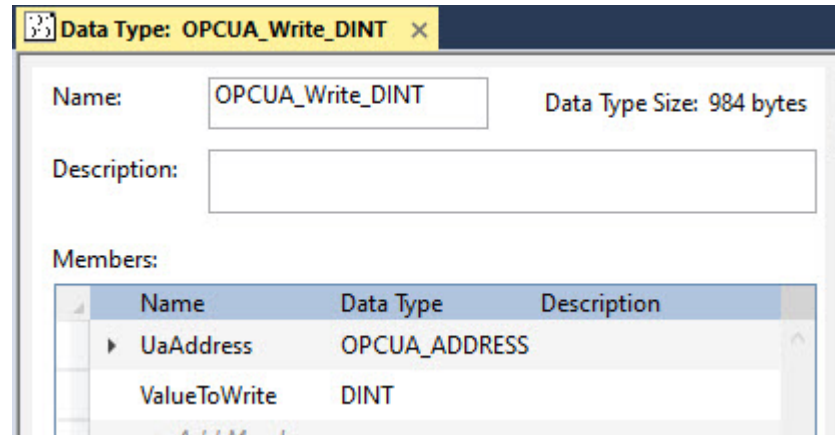 Data Type: OPCUA_Write_DINT ×
Name: OPCUA_Write_DINT Data Type Size: 984 bytes
Description:
Members:
Name Data Type Description
UaAddress OPCUA_ADDRESS
ValueToWrite DINT